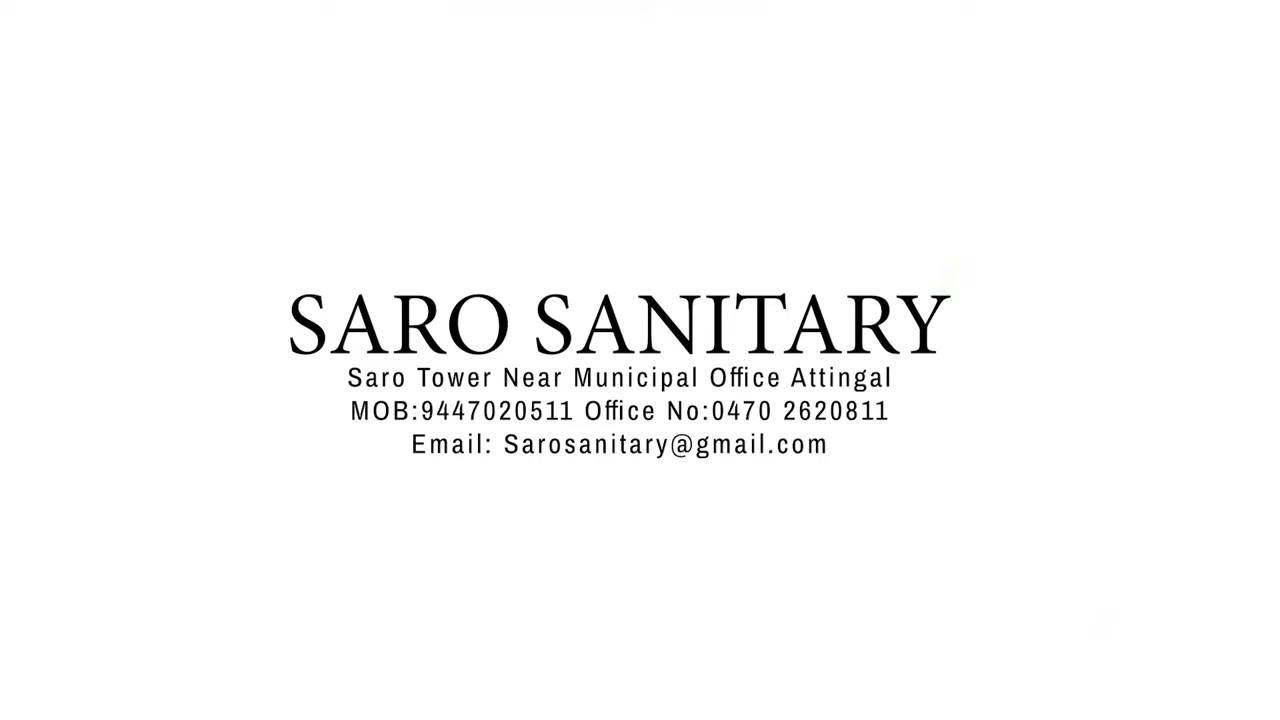 SARO SANITARY
Saro Tower Near Municipal Office Attingal
MOB:9447020511 Office No:0470 2620811
Email: Sarosanitary@gmail.com